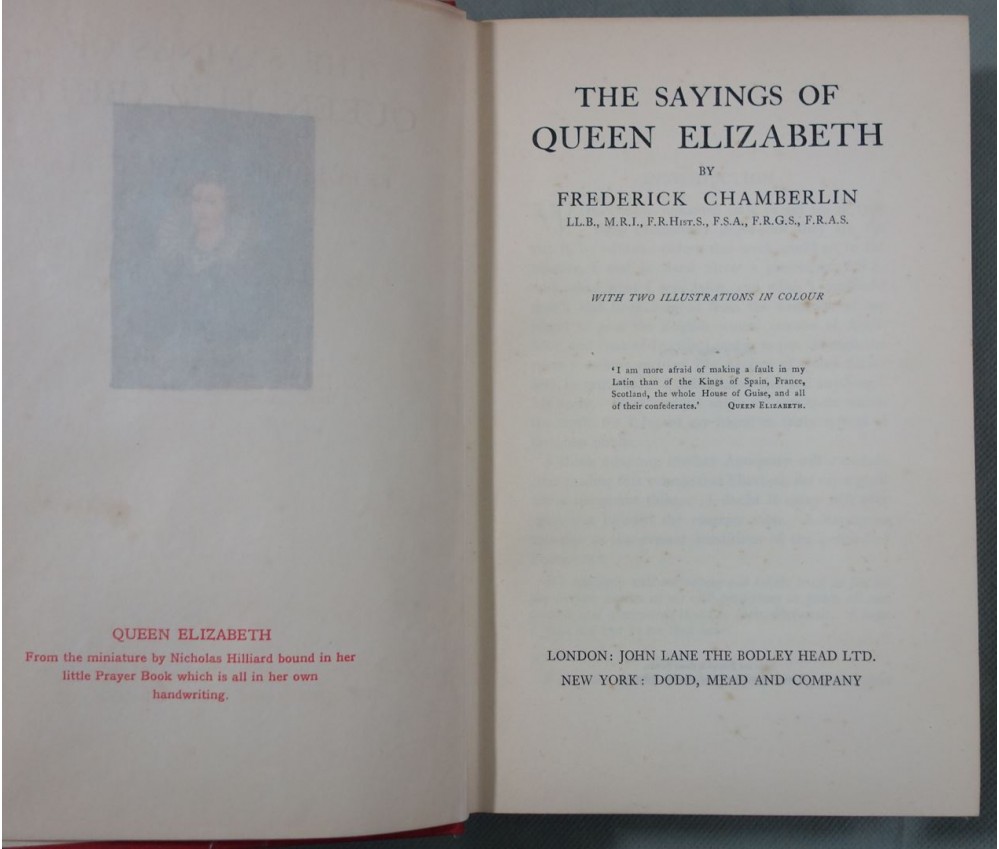 QUEEN ELIZABETH
From the miniature by Nicholas Hilliard bound in her
little Prayer Book which is all in her own
handwriting.
THE SAYINGS OF
QUEEN ELIZABETH
BY
FREDERICK CHAMBERLIN
LL.B., M.R.I., F.R.HIST.S., F.S.A., F.R.G.S., F.R.A.S.
WITH TWO ILLUSTRATIONS IN COLOUR
‘I am more afraid of making a fault in my
Latin than of the Kings of Spain, France,
Scotland, the whole House of Guise, and all
of their confederates.’ QUEEN ELIZABETH.
LONDON: JOHN LANE THE BODLEY HEAD LTD.
NEW YORK: DODD, MEAD AND COMPANY